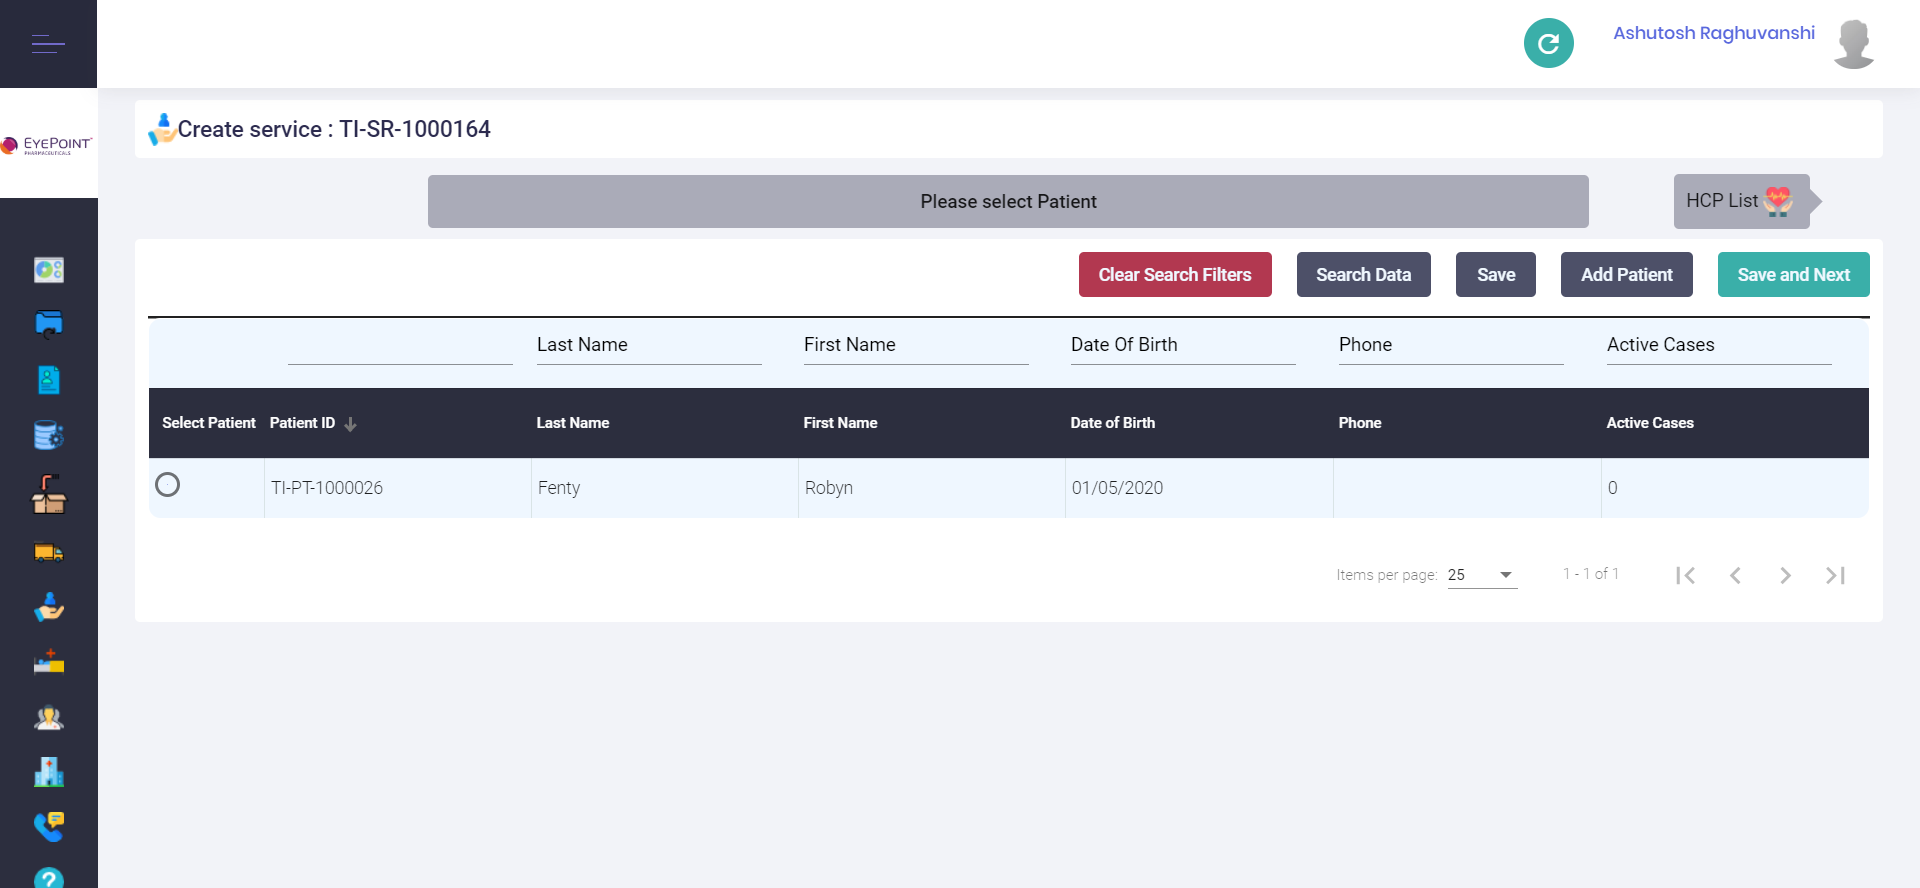 Ashutosh Raghuvanshi
EYEPOINT
PHARMACEUTICALS
Create service : TI-SR-1000164
Please select Patient
HCP List
Clear Search Filters
Search Data
Save
Add Patient
Save and Next
Last Name
First Name
Date Of Birth
Phone
Active Cases
Select Patient
Patient ID
Last Name
First Name
Date of Birth
Phone
Active Cases
TI-PT-1000026
Fenty
Robyn
01/05/2020
0
Items per page:
25
1 - 1 of 1
?